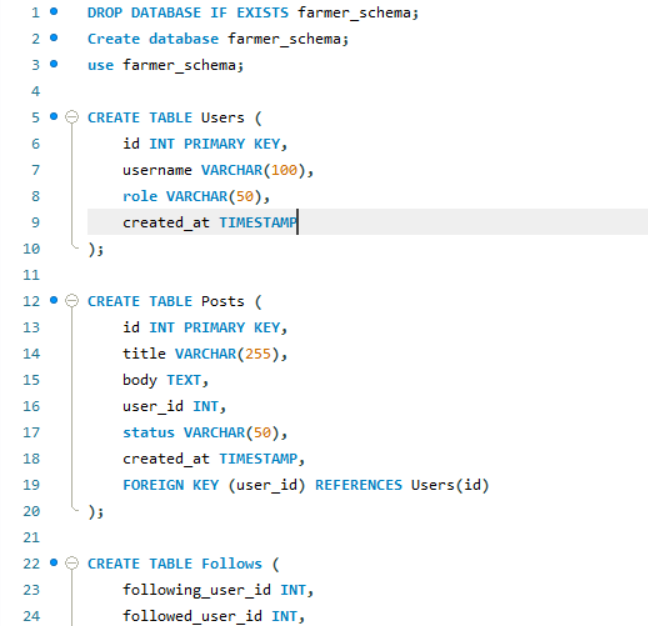 1 DROP DATABASE IF EXISTS farmer_schema;
2 Create database farmer_schema;
3 use farmer_schema;
4
5 CREATE TABLE Users (
6 id INT PRIMARY KEY,
7 username VARCHAR(100),
8 role VARCHAR(50),
9 created_at TIMESTAMP
10 );
11
12 CREATE TABLE Posts (
13 id INT PRIMARY KEY,
14 title VARCHAR(255),
15 body TEXT,
16 user_id INT,
17 status VARCHAR(50),
18 created_at TIMESTAMP,
19 FOREIGN KEY (user_id) REFERENCES Users(id)
20 );
21
22 CREATE TABLE Follows (
23 following_user_id INT,
24 followed_user_id INT,